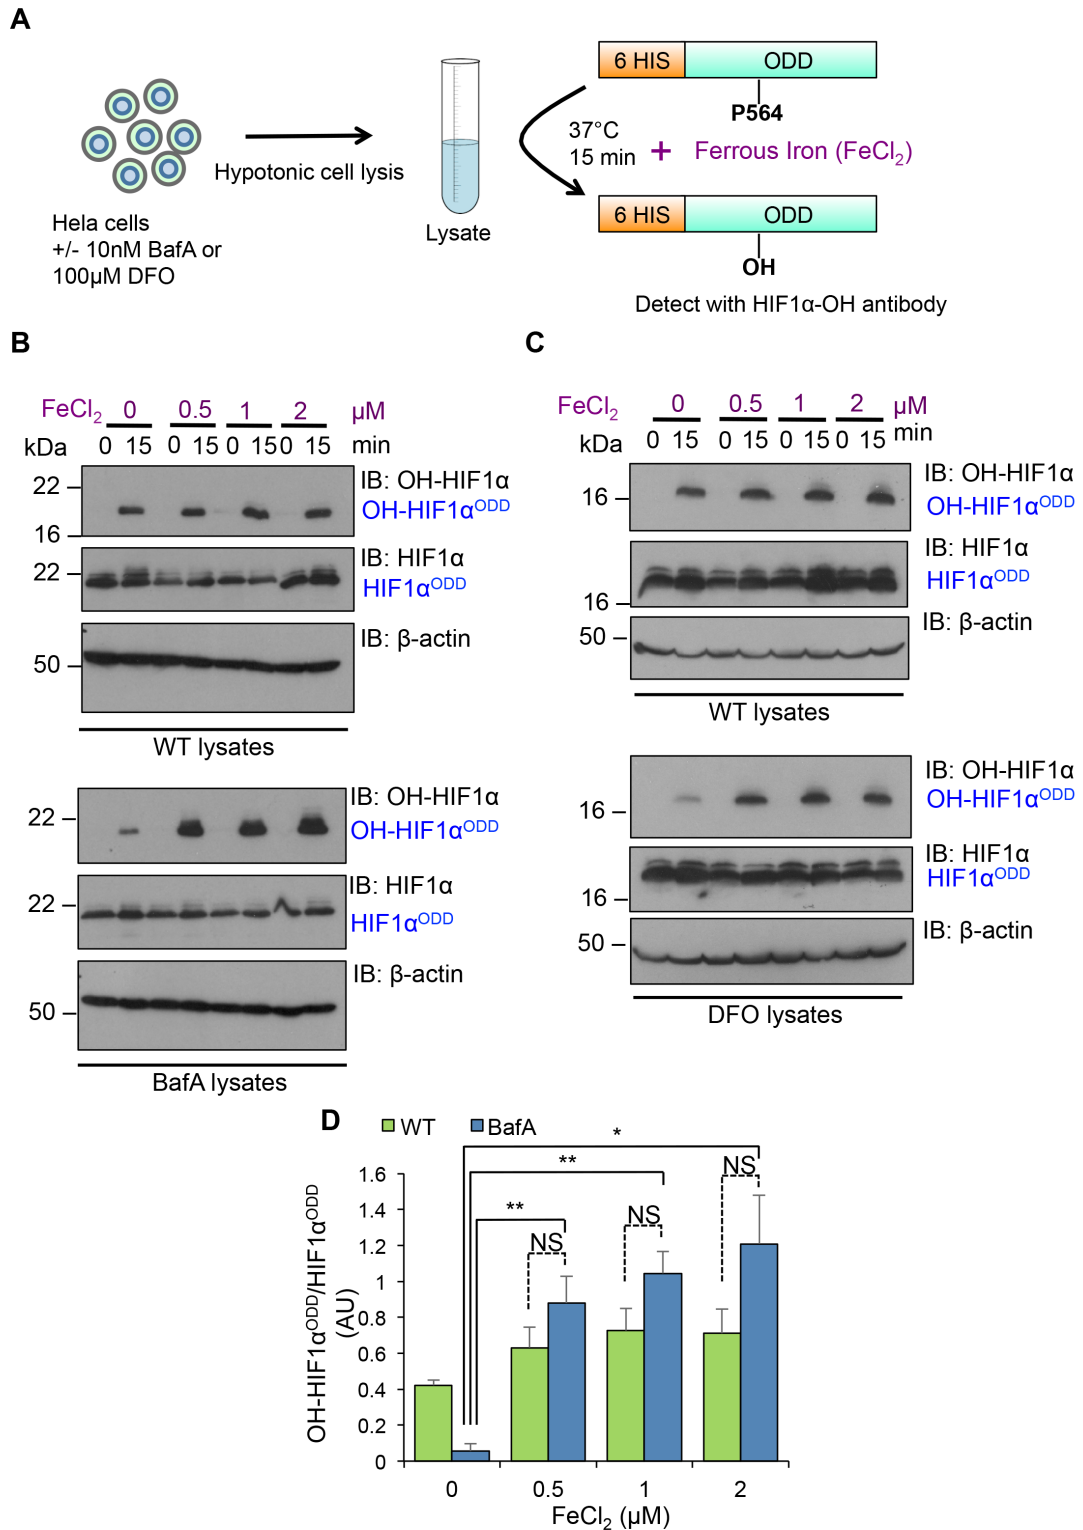 A
6 HIS ODD
P564
37°C
15 min + Ferrous Iron (FeCl2)
Hypotonic cell lysis
6 HIS ODD
OH
Lysate
Hela cells
+/- 10nM BafA or
100µM DFO
Detect with HIF1α-OH antibody
B
FeCl2 0 0.5 1 2 µM
kDa 0 15 0 15 0 15 0 15 min
22
16
IB: OH-HIF1α
OH-HIF1αODD
22
IB: HIF1α
HIF1αODD
50
IB: β-actin
WT lysates
22
IB: OH-HIF1α
OH-HIF1αODD
22
IB: HIF1α
HIF1αODD
50
IB: β-actin
BafA lysates
C
FeCl2 0 0.5 1 2 µM
kDa 0 15 0 15 0 15 0 15 min
16
IB: OH-HIF1α
OH-HIF1αODD
16
IB: HIF1α
HIF1αODD
50
IB: β-actin
WT lysates
16
IB: OH-HIF1α
OH-HIF1αODD
16
IB: HIF1α
HIF1αODD
50
IB: β-actin
DFO lysates
D
WT BafA
*
**
**
NS
NS
NS
OH-HIF1αODD/HIF1αODD
(AU)
1.6
1.4
1.2
1
0.8
0.6
0.4
0.2
0
0 0.5 1 2
FeCl2 (µM)